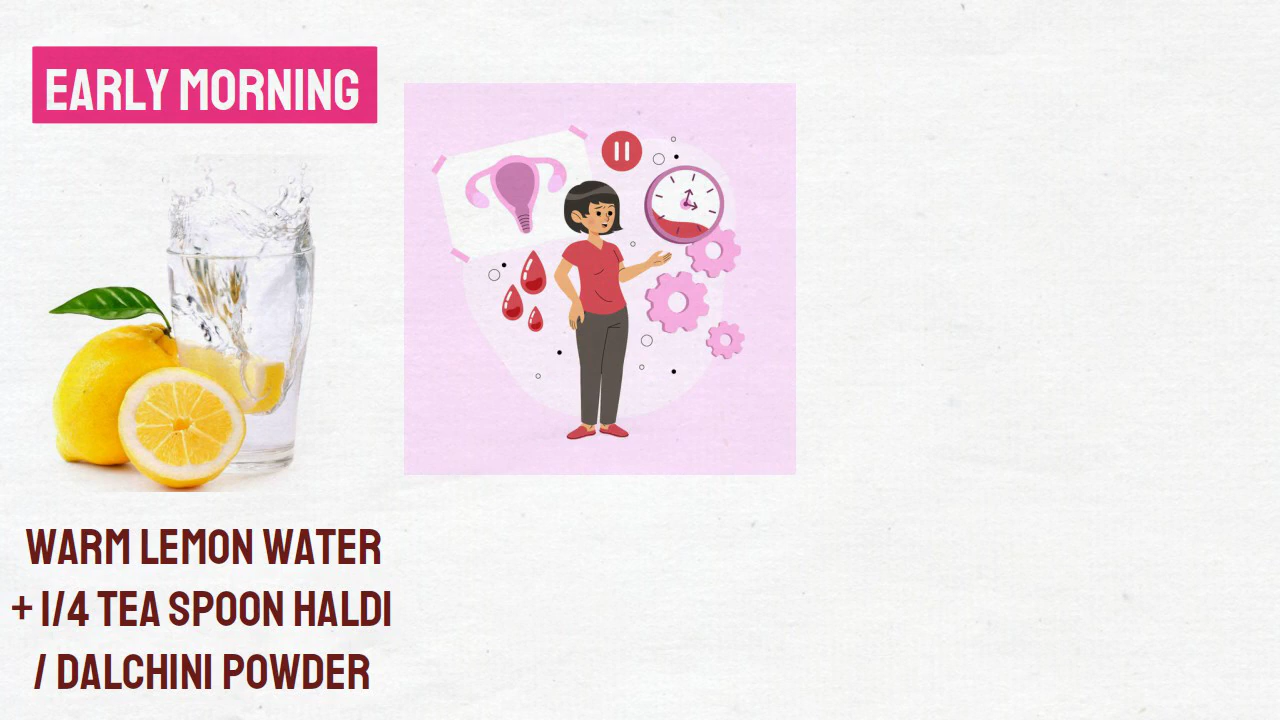 EARLY MORNING
WARM LEMON WATER
+ 1/4 TEA SPOON HALDI
/ DALCHINI POWDER